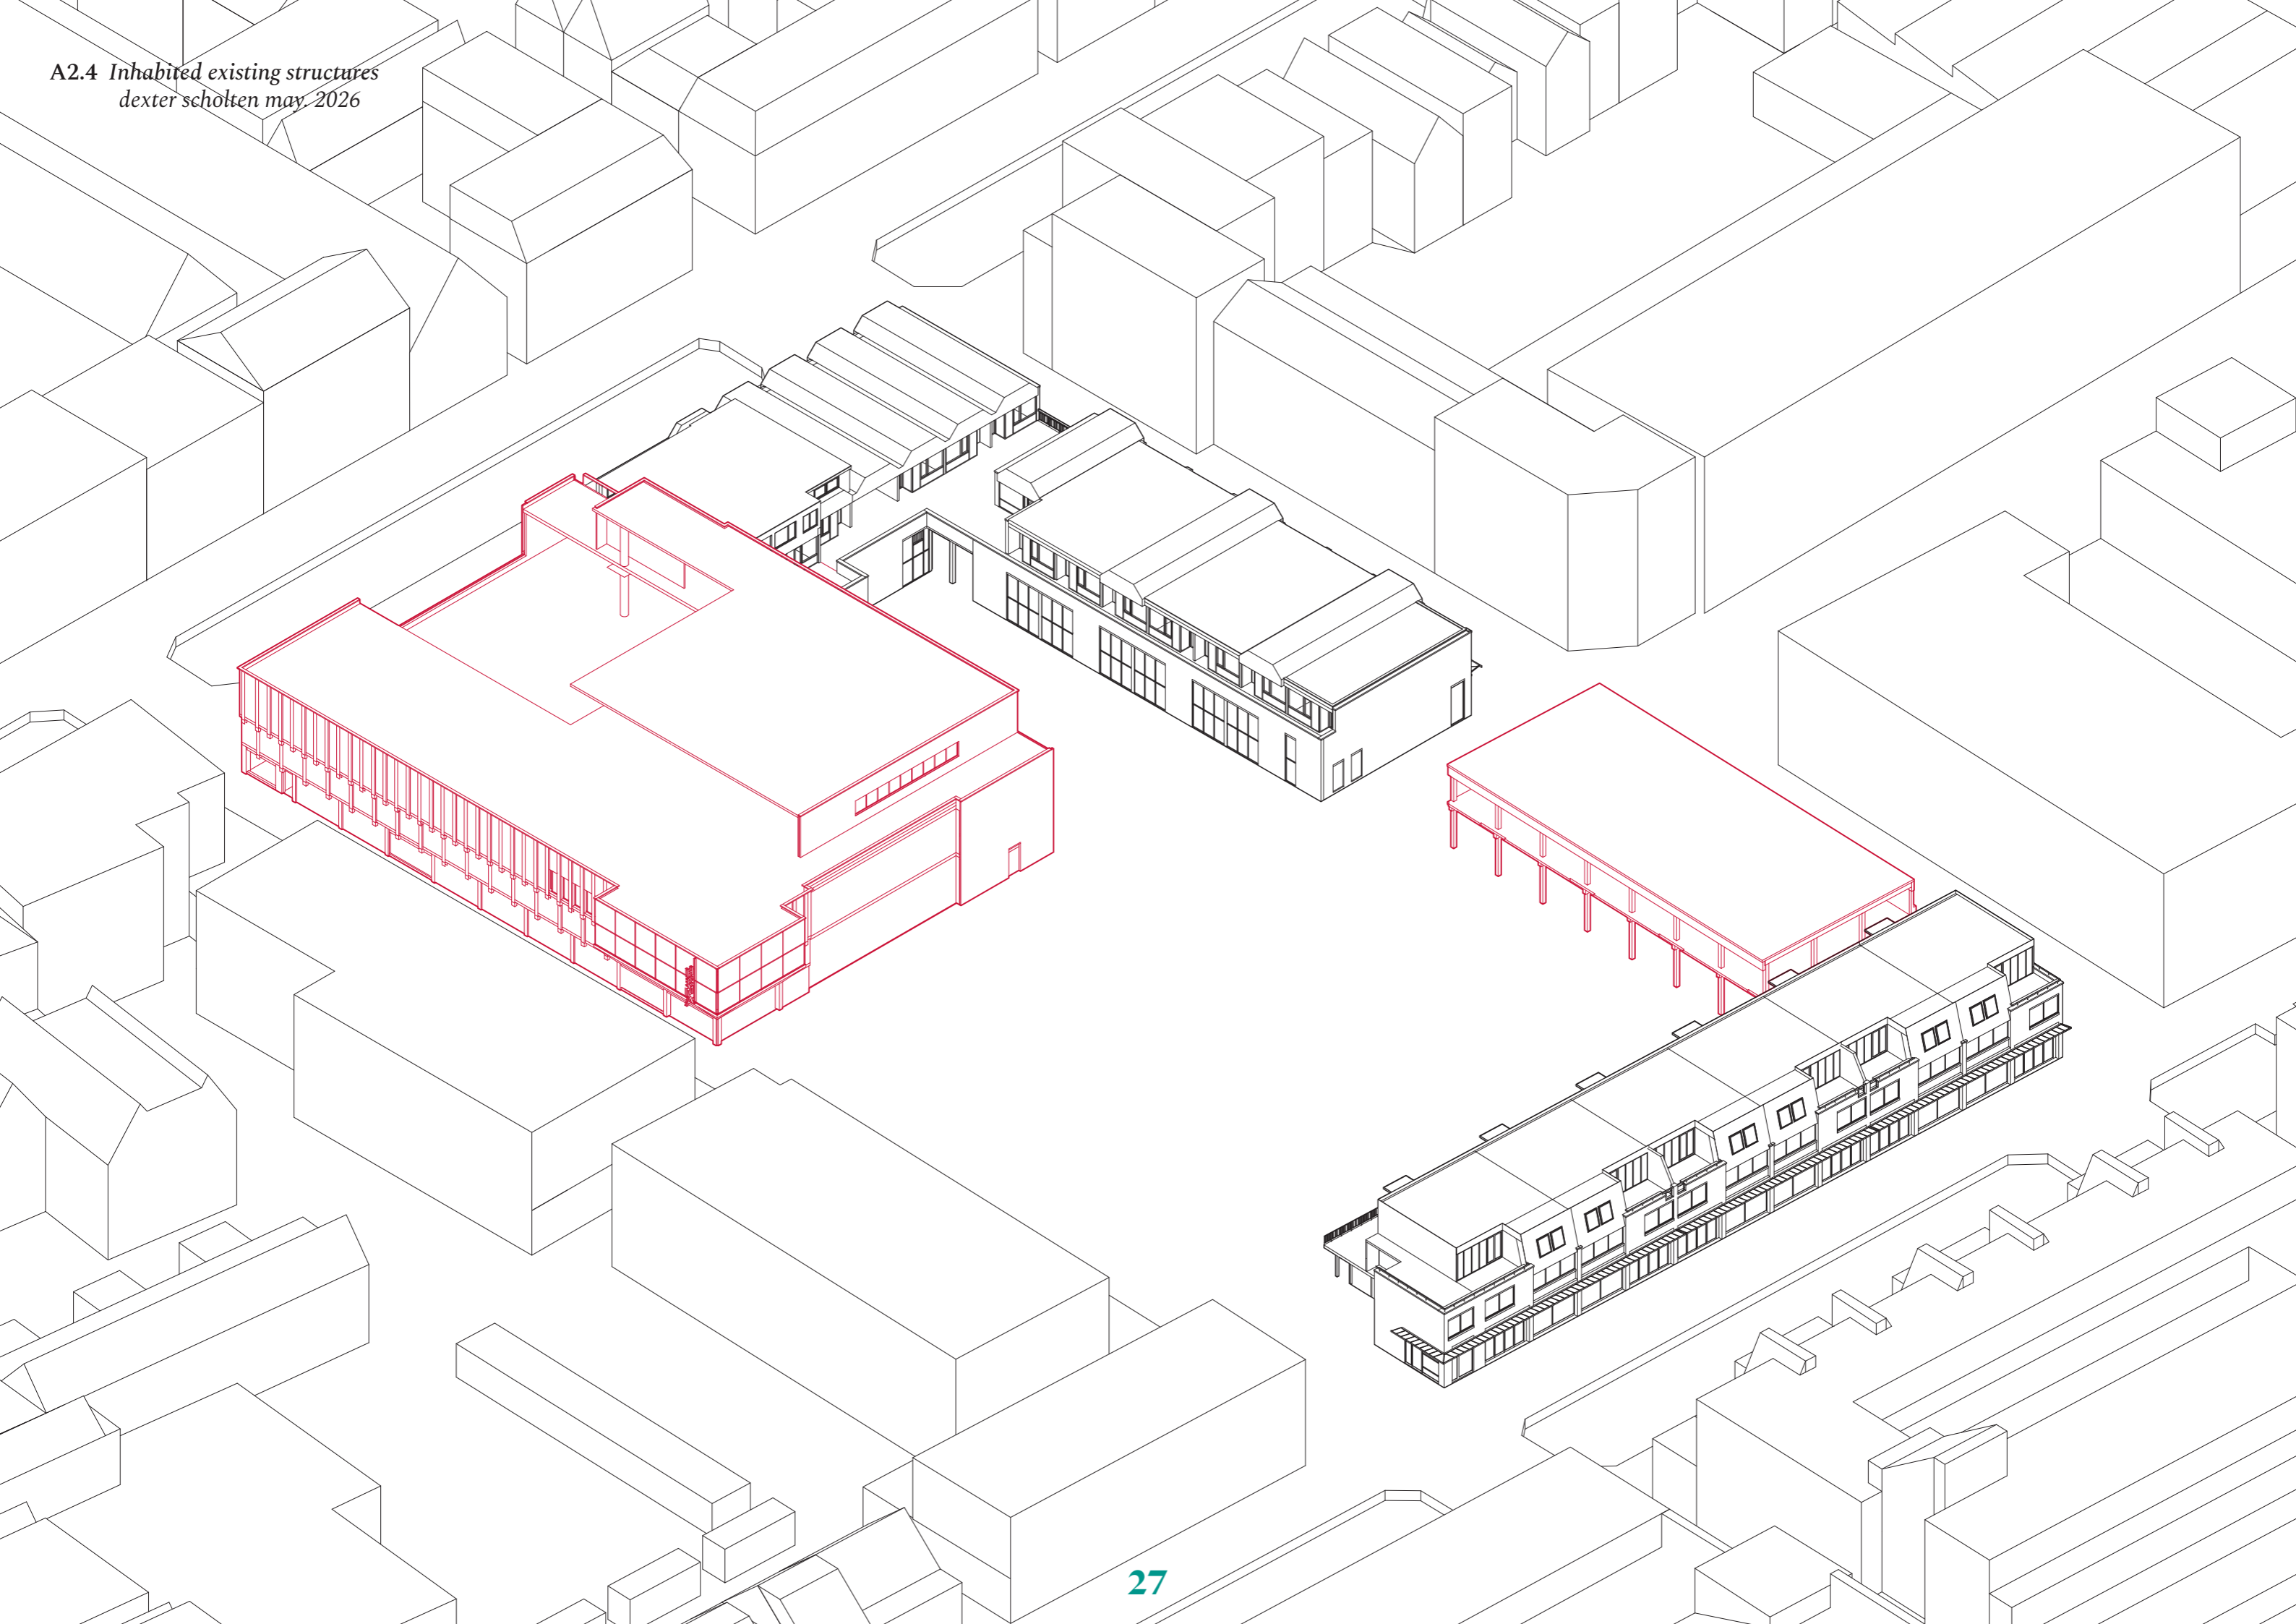 A2.4 Inhabited existing structures
dexter scholten may. 2026
27